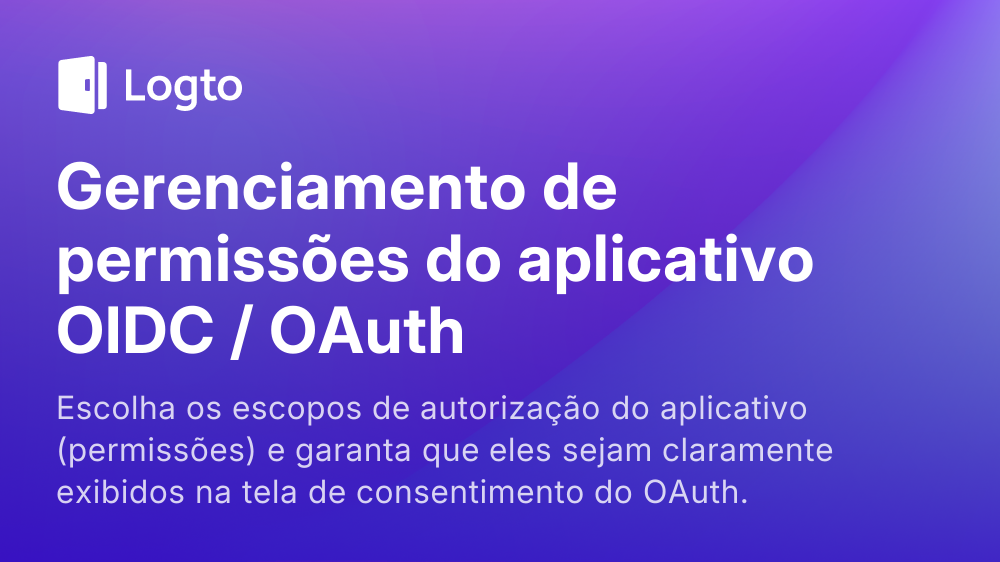 Logto
Gerenciamento de
permissões do aplicativo
OIDC / OAuth
Escolha os escopos de autorização do aplicativo
(permissões) e garanta que eles sejam claramente
exibidos na tela de consentimento do OAuth.